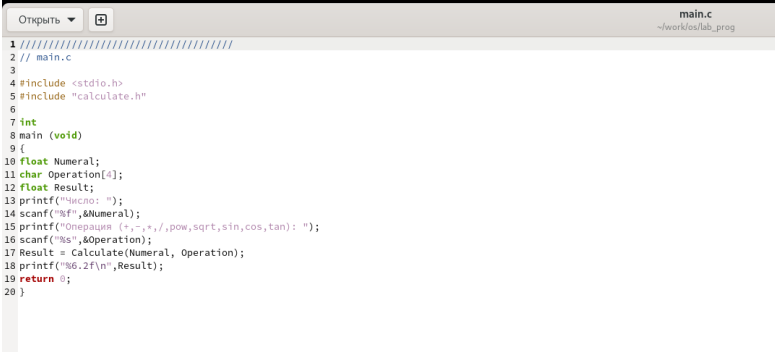 Открыть
main.c
~/work/os/lab_prog
1 //////////////////////////////////////
2 // main.c
3
4 #include <stdio.h>
5 #include "calculate.h"
6
7 int
8 main (void)
9 {
10 float Numeral;
11 char Operation[4];
12 float Result;
13 printf("Число: ");
14 scanf("%f",&Numeral);
15 printf("Операция (+,-,*,/,pow,sqrt,sin,cos,tan): ");
16 scanf("%s",&Operation);
17 Result = Calculate(Numeral, Operation);
18 printf("%6.2f\n",Result);
19 return 0;
20 }